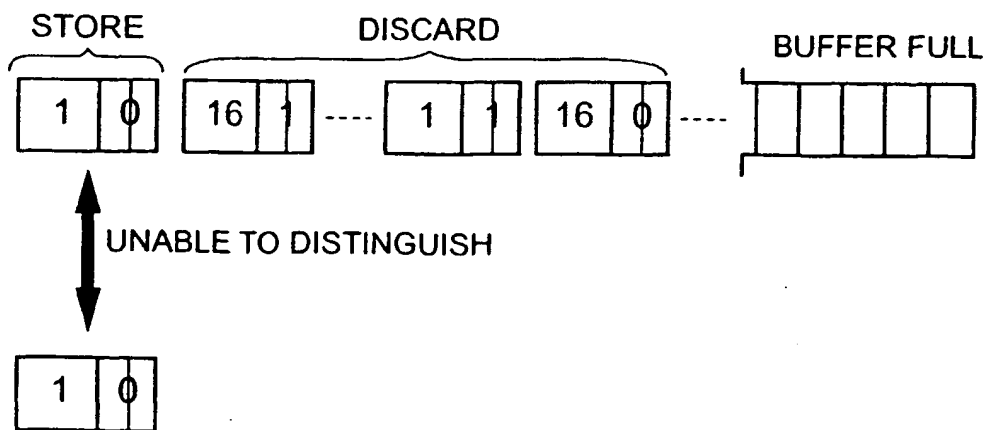 STORE DISCARD BUFFER FULL
1 0 16 1 ---- 1 1 16 0 ----
UNABLE TO DISTINGUISH
1 0